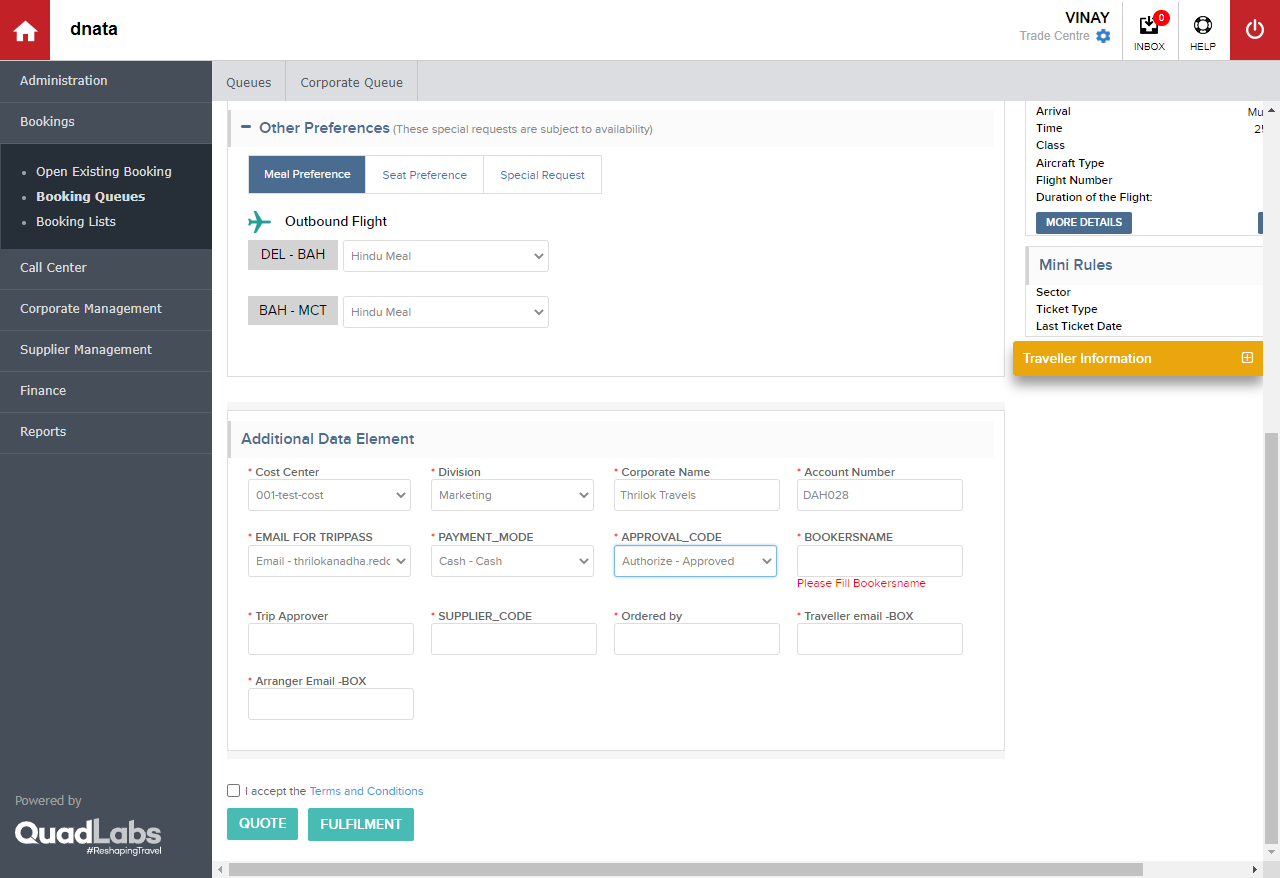 dnata
VINAY
Trade Centre
0
INBOX
HELP
Administration
Bookings
Open Existing Booking
Booking Queues
Booking Lists
Call Center
Corporate Management
Supplier Management
Finance
Reports
Powered by
QuadLabs
#ReshapingTravel
Queues
Corporate Queue
Other Preferences (These special requests are subject to availability)
Meal Preference
Seat Preference
Special Request
Outbound Flight
DEL - BAH
Hindu Meal
BAH - MCT
Hindu Meal
Additional Data Element
* Cost Center
* Division
* Corporate Name
* Account Number
001-test-cost
Marketing
Thrilok Travels
DAH028
* EMAIL FOR TRIPPASS
* PAYMENT_MODE
* APPROVAL_CODE
* BOOKERSNAME
Email - thrilokanadha.redd
Cash - Cash
Authorize - Approved
Please Fill Bookersname
* Trip Approver
* SUPPLIER_CODE
* Ordered by
* Traveller email -BOX
* Arranger Email -BOX
I accept the Terms and Conditions
QUOTE
FULFILMENT
Arrival
Mu
Time
Class
Aircraft Type
Flight Number
Duration of the Flight:
MORE DETAILS
Mini Rules
Sector
Ticket Type
Last Ticket Date
Traveller Information